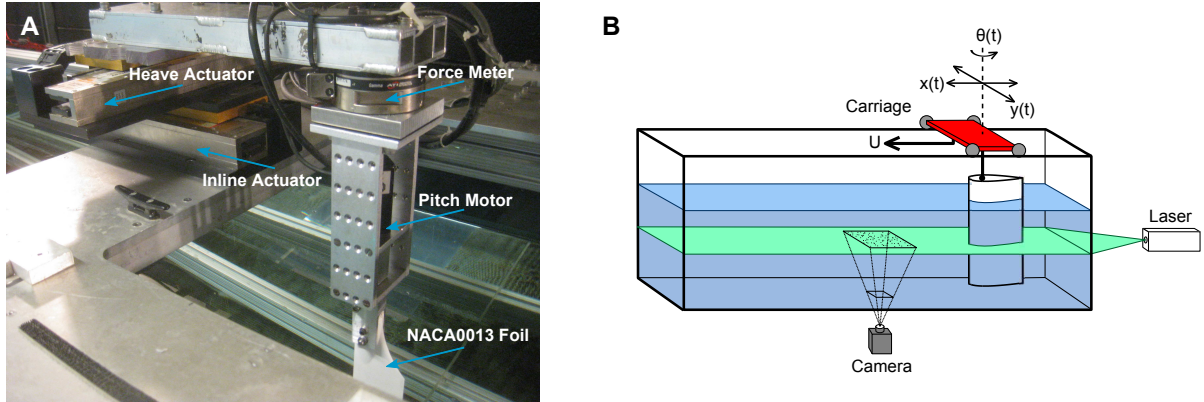 A
Heave Actuator
Force Meter
Inline Actuator
Pitch Motor
NACA0013 Foil
B
θ(t)
x(t)
y(t)
Carriage
U
Laser
Camera